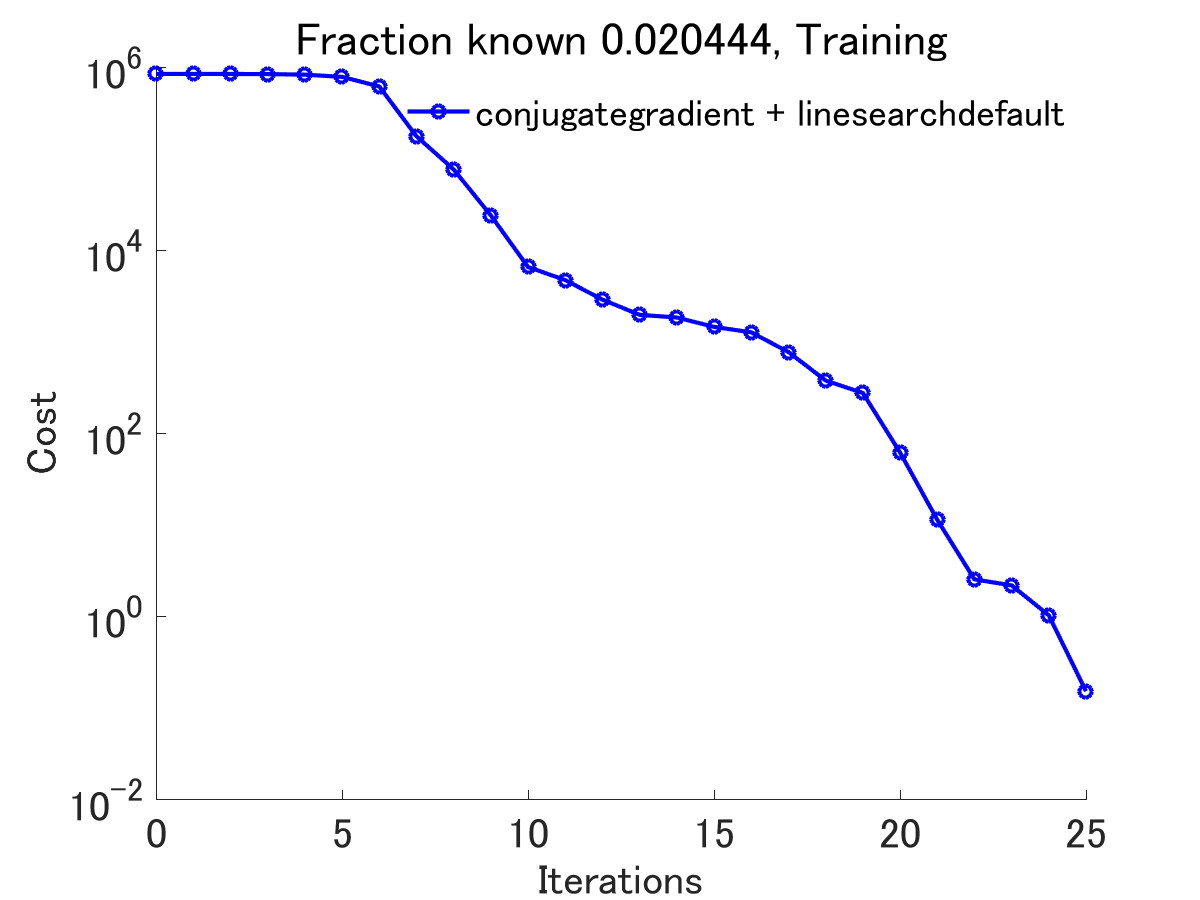 Fraction known 0.020444, Training
conjugategradient + linesearchdefault
10^6
10^4
10^2
10^0
10^-2
Cost
0 5 10 15 20 25
Iterations